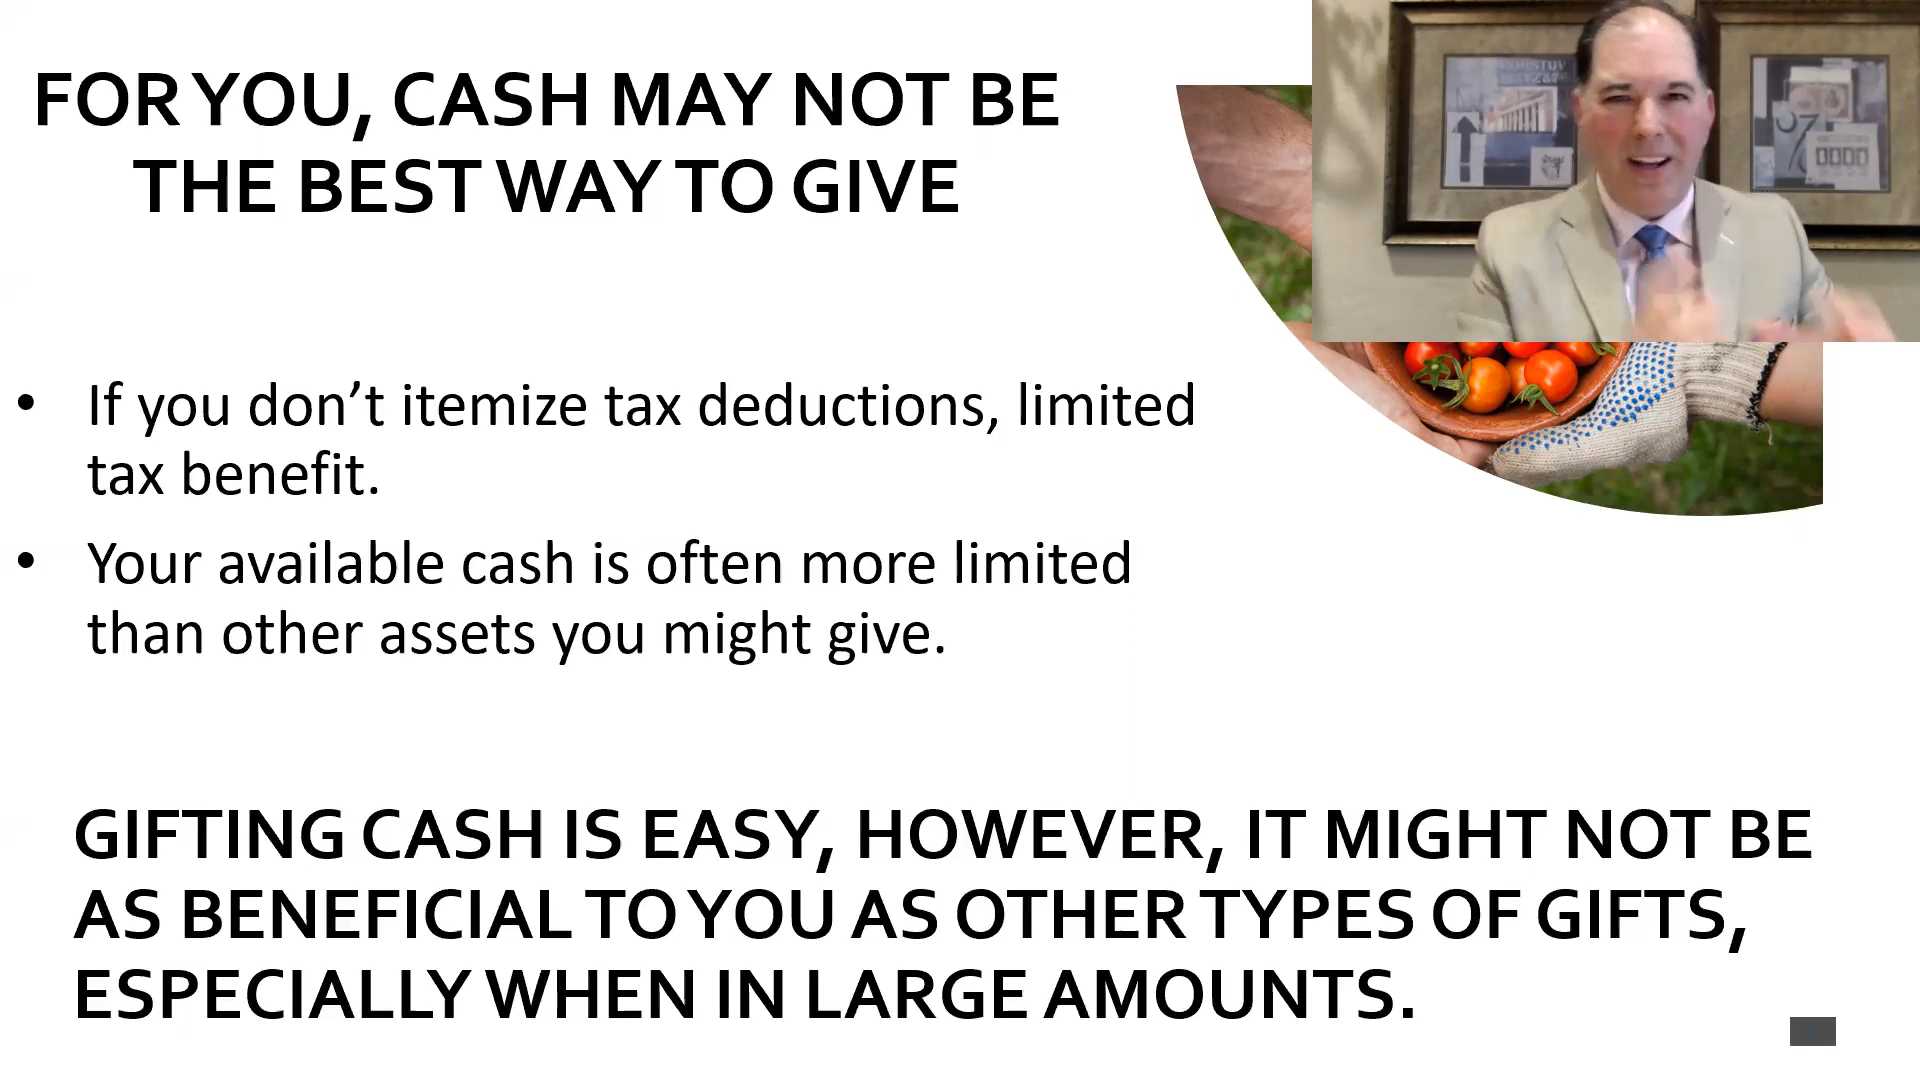 FOR YOU, CASH MAY NOT BE
THE BEST WAY TO GIVE
• If you don’t itemize tax deductions, limited
tax benefit.
• Your available cash is often more limited
than other assets you might give.
GIFTING CASH IS EASY, HOWEVER, IT MIGHT NOT BE
AS BENEFICIAL TO YOU AS OTHER TYPES OF GIFTS,
ESPECIALLY WHEN IN LARGE AMOUNTS.